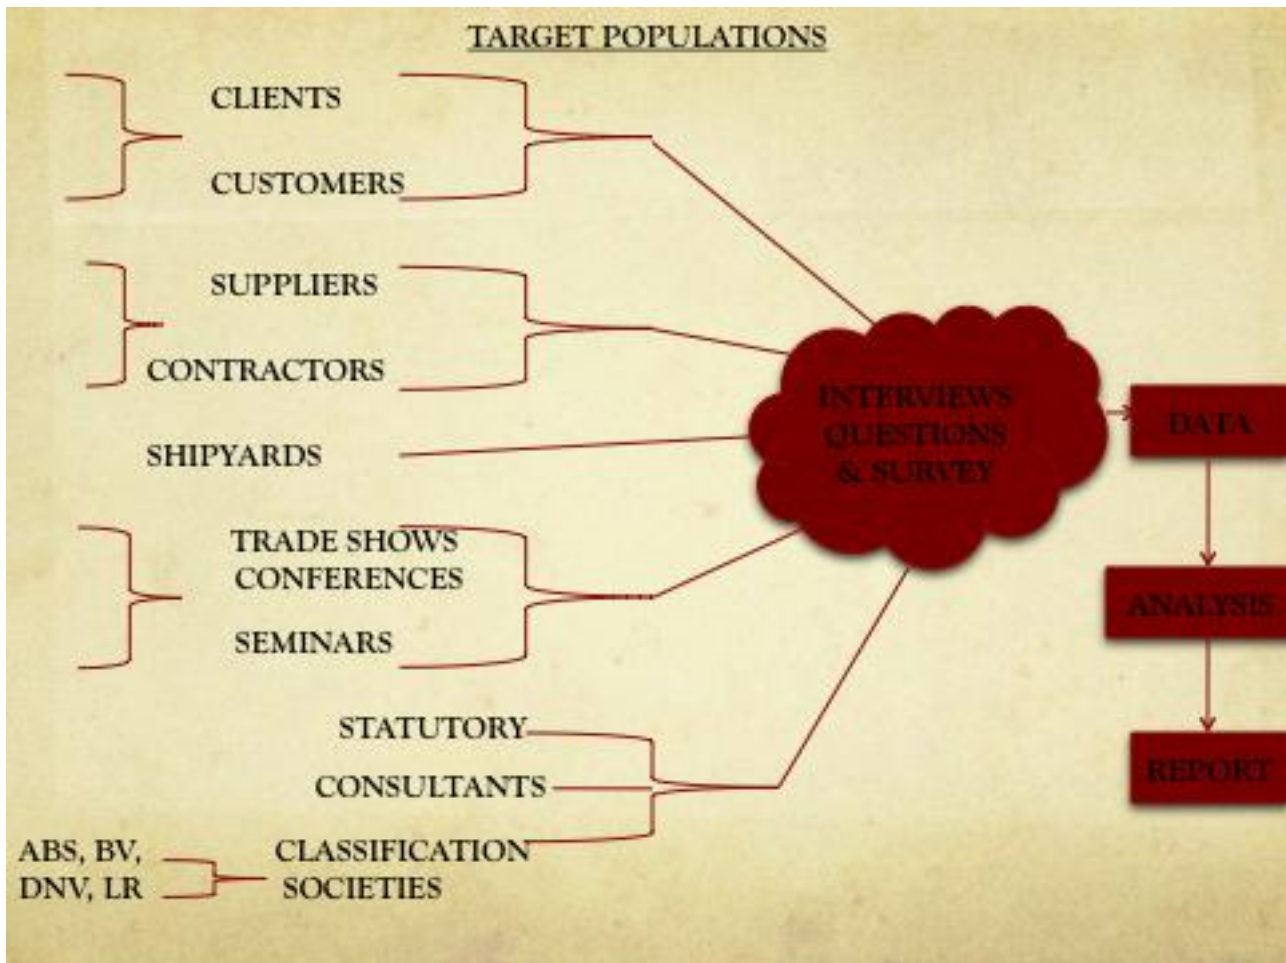 TARGET POPULATIONS
CLIENTS
CUSTOMERS
SUPPLIERS
CONTRACTORS
SHIPYARDS
TRADE SHOWS
CONFERENCES
SEMINARS
STATUTORY
CONSULTANTS
ABS, BV,
DNV, LR
CLASSIFICATION
SOCIETIES
INTERVIEWS
QUESTIONS
& SURVEY
DATA
ANALYSIS
REPORT